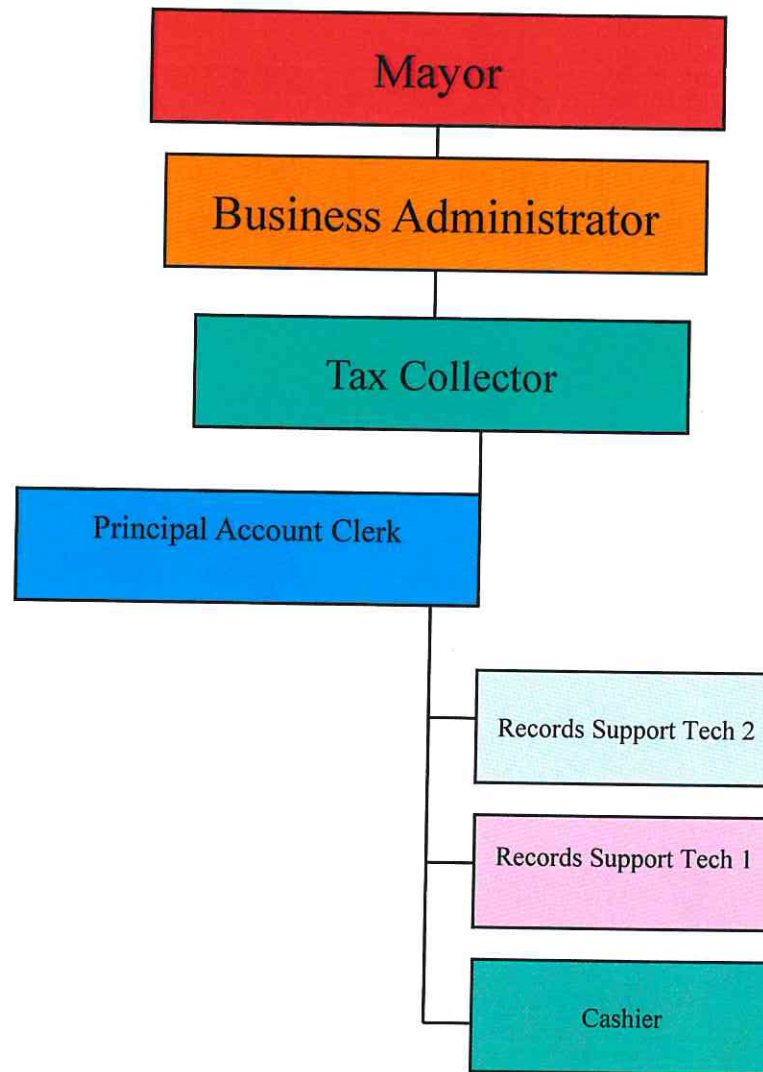 Mayor
Business Administrator
Tax Collector
Principal Account Clerk
Records Support Tech 2
Records Support Tech 1
Cashier